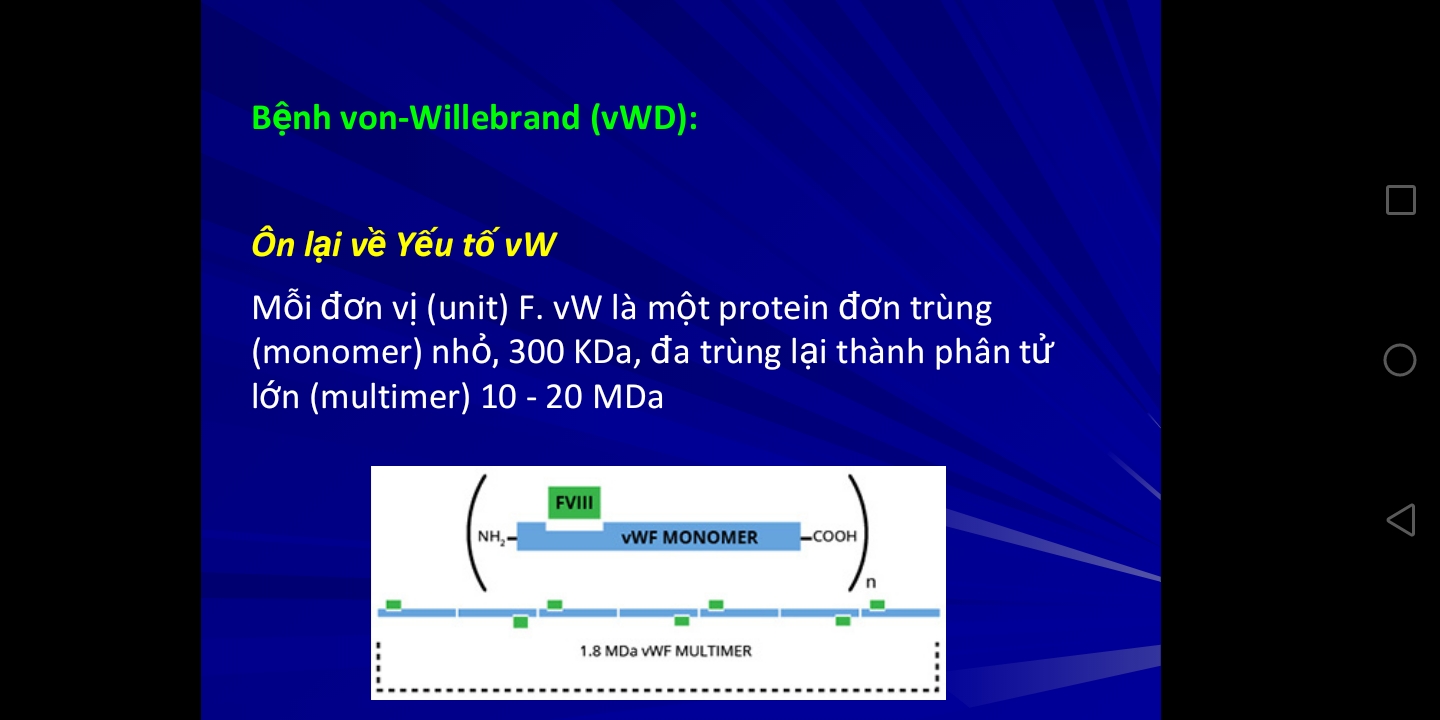 Bệnh von-Willebrand (vWD):
Ôn lại về Yếu tố vW
Mỗi đơn vị (unit) F. vW là một protein đơn trùng
(monomer) nhỏ, 300 KDa, đa trùng lại thành phân tử
lớn (multimer) 10 - 20 MDa
FVIII
NH₂
vWF MONOMER
COOH
n
1.8 MDa vWF MULTIMER